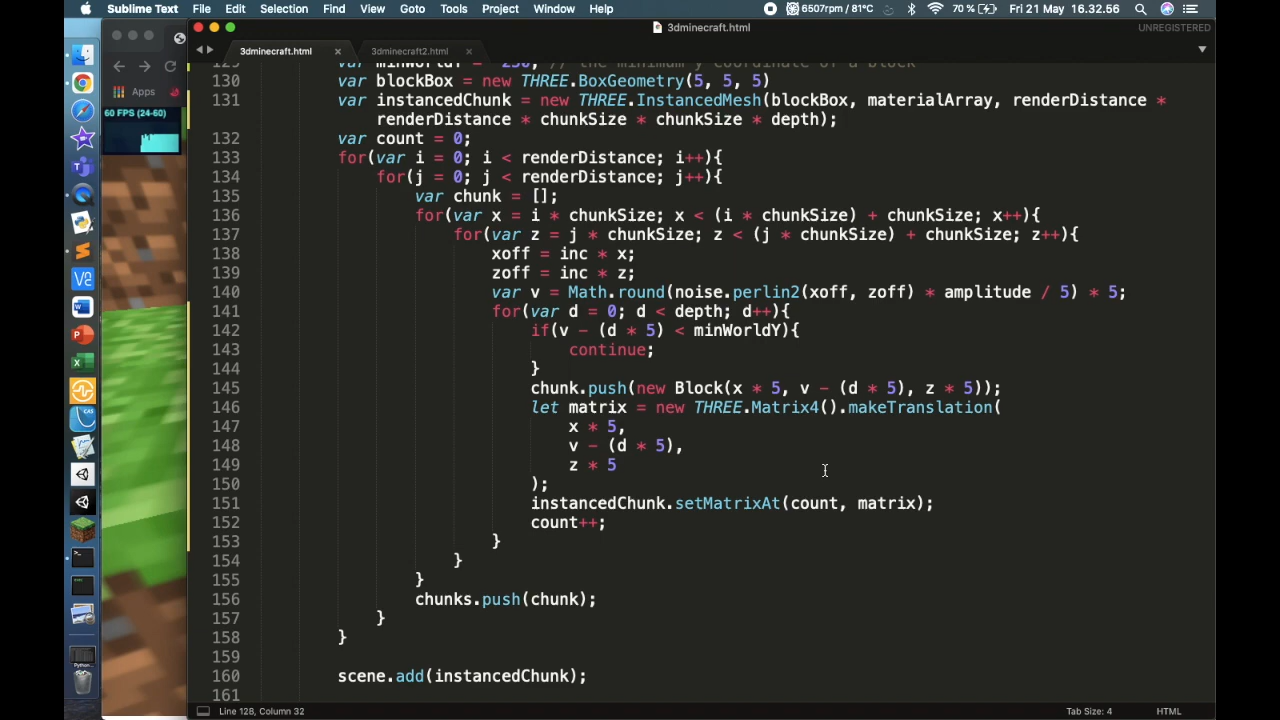 Sublime Text File Edit Selection Find View Goto Tools Project Window Help 6507rpm / 81°C 70% Fri 21 May 16.32.56
3dminecraft.html
UNREGISTERED
3dminecraft.html × 3dminecraft2.html ×
Apps
60 FPS (24-60)
130 var blockBox = new THREE.BoxGeometry(5, 5, 5)
131 var instancedChunk = new THREE.InstancedMesh(blockBox, materialArray, renderDistance *
renderDistance * chunkSize * chunkSize * depth);
132 var count = 0;
133 for(var i = 0; i < renderDistance; i++){
134 for(j = 0; j < renderDistance; j++){
135 var chunk = [];
136 for(var x = i * chunkSize; x < (i * chunkSize) + chunkSize; x++){
137 for(var z = j * chunkSize; z < (j * chunkSize) + chunkSize; z++){
138 xoff = inc * x;
139 zoff = inc * z;
140 var v = Math.round(noise.perlin2(xoff, zoff) * amplitude / 5) * 5;
141 for(var d = 0; d < depth; d++){
142 if(v - (d * 5) < minWorldY){
143 continue;
144 }
145 chunk.push(new Block(x * 5, v - (d * 5), z * 5));
146 let matrix = new THREE.Matrix4().makeTranslation(
147 x * 5,
148 v - (d * 5),
149 z * 5
150 );
151 instancedChunk.setMatrixAt(count, matrix);
152 count++;
153 }
154 }
155 }
156 chunks.push(chunk);
157 }
158 }
159
160 scene.add(instancedChunk);
161
Line 128, Column 32
Tab Size: 4
HTML